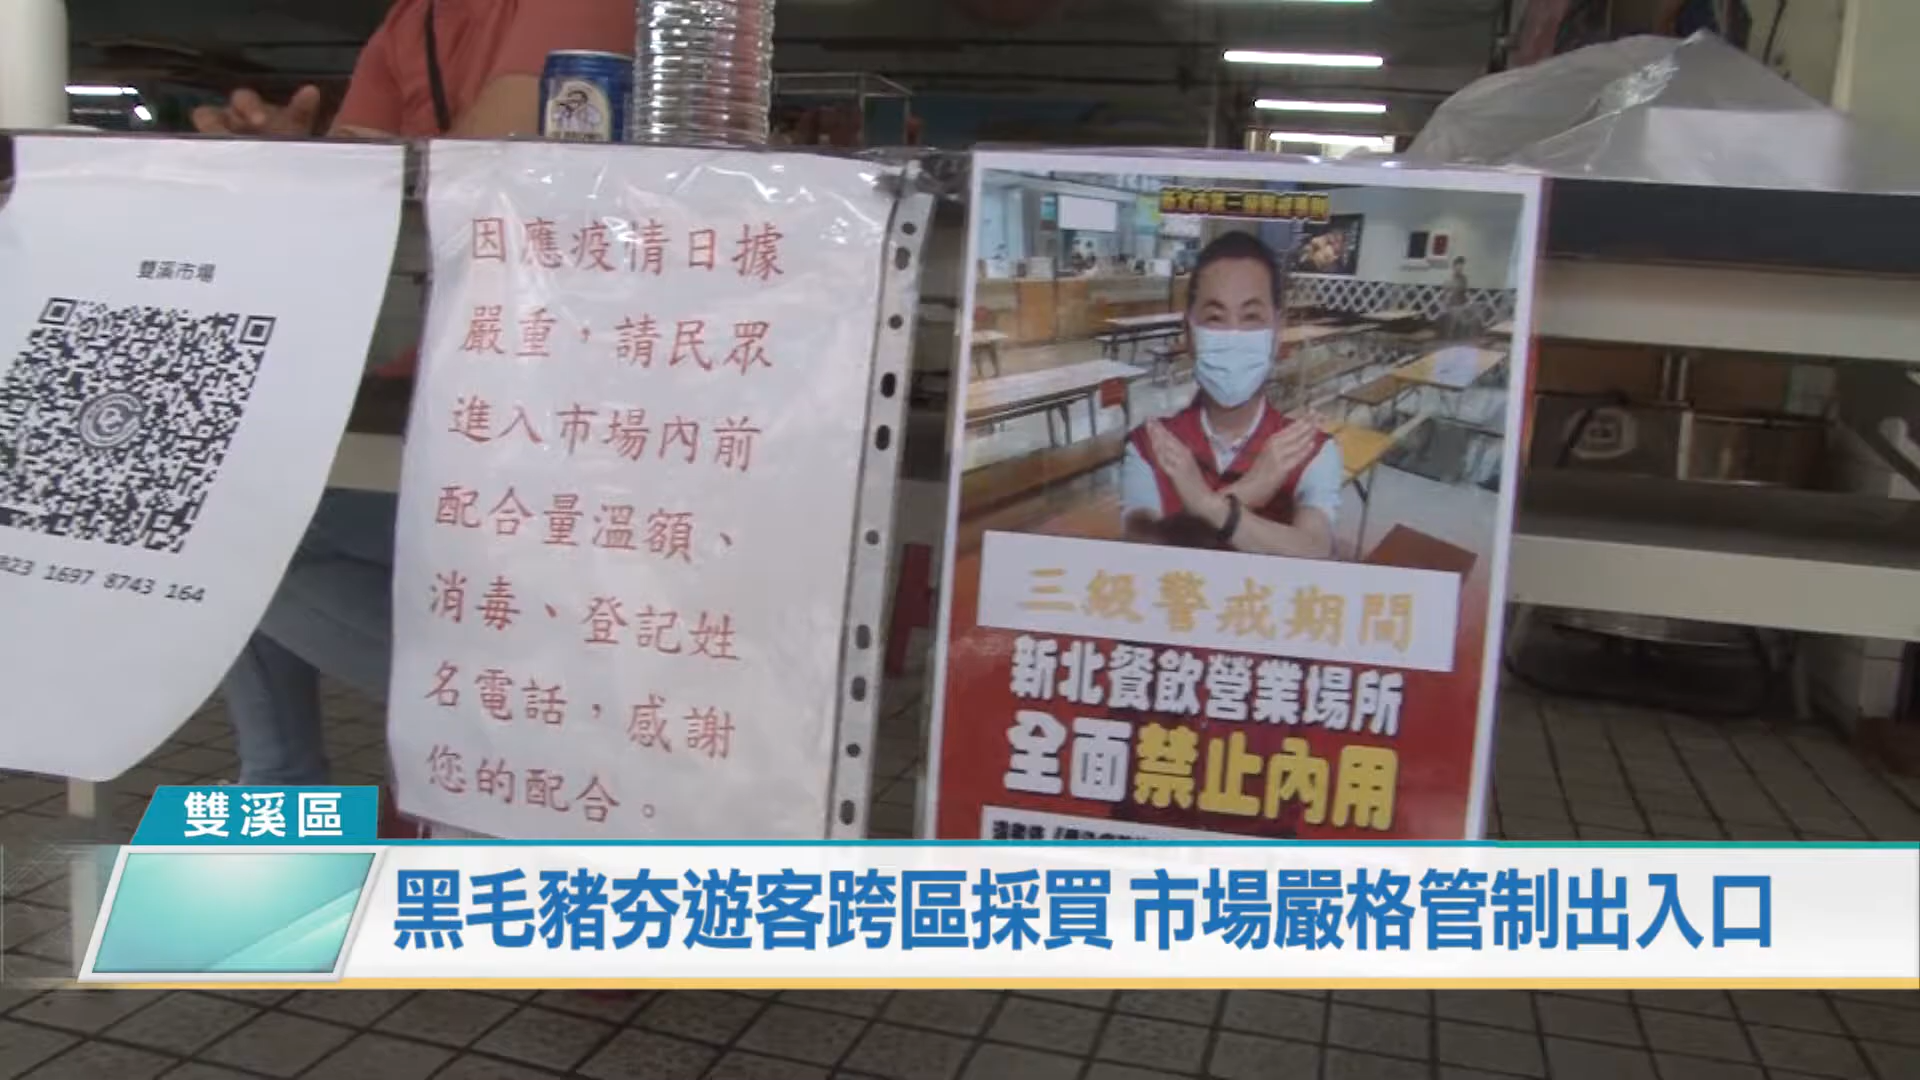 雙溪市場
1697 8743 164
因應疫情日據
嚴重，請民眾
進入市場內前
配合量溫額、
消毒、登記姓
名電話，感謝
您的配合。
三級警戒期間
新北餐飲營業場所
全面禁止內用
雙溪區
黑毛豬夯遊客跨區採買 市場嚴格管制出入口